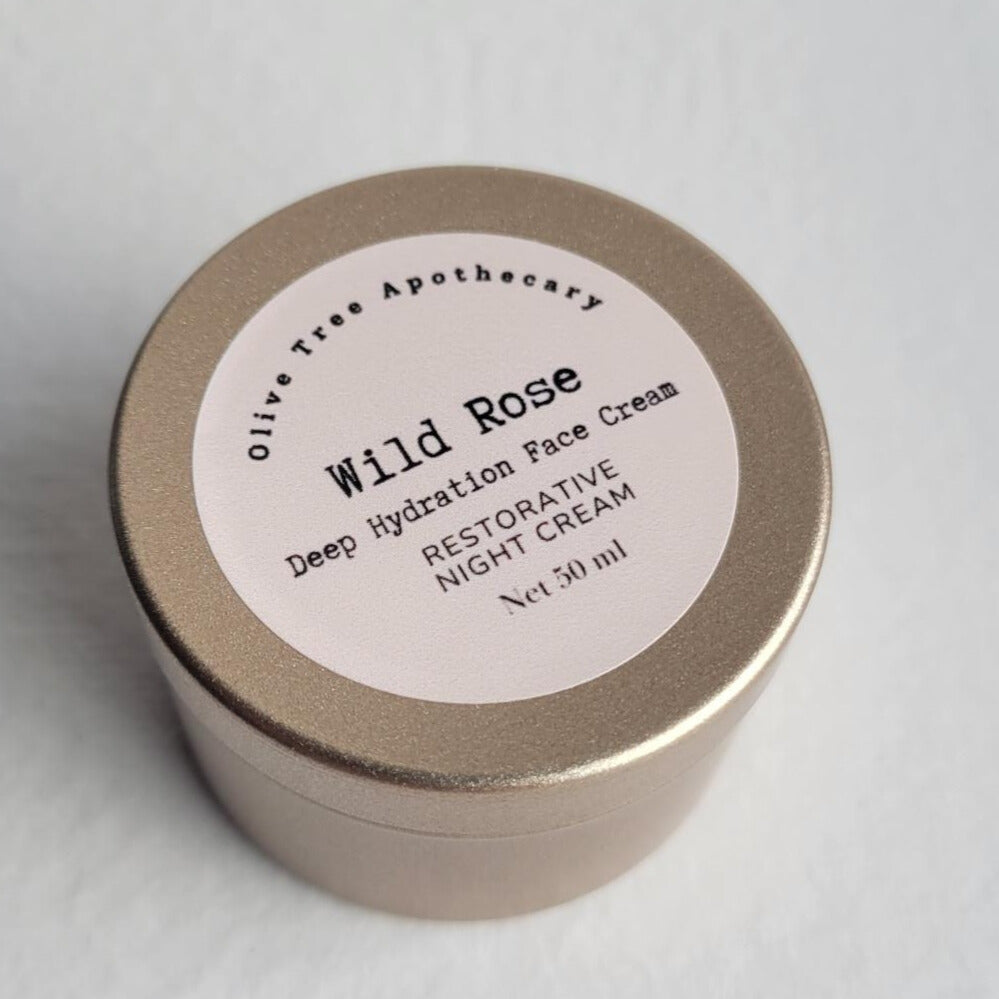 Olive Tree Apothecary
Wild Rose
Deep Hydration Face Cream
RESTORATIVE
NIGHT CREAM
Net 50 ml